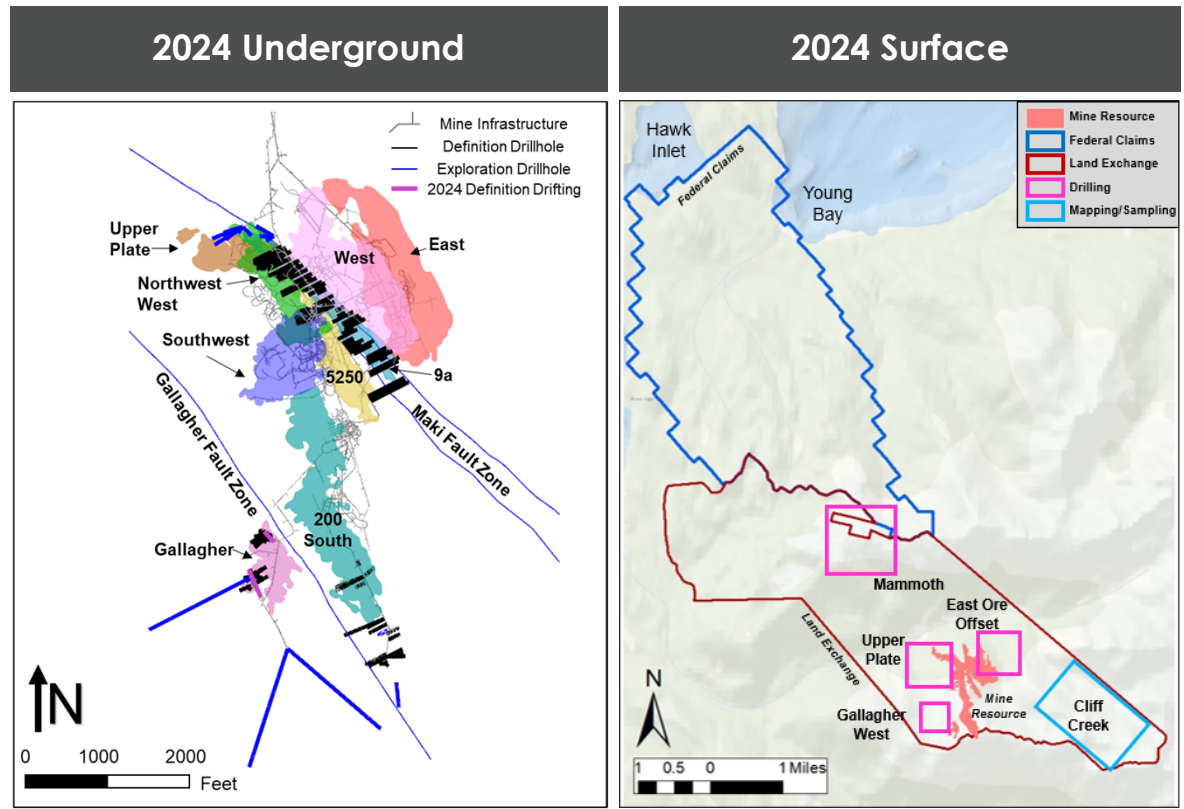 2024 Underground
Mine Infrastructure
Definition Drillhole
Exploration Drillhole
2024 Definition Drifting
Upper
Plate
East
West
Northwest
West
Southwest
5250
9a
Gallagher Fault Zone
Maki Fault Zone
200
South
Gallagher
N
0 1000 2000
Feet
2024 Surface
Mine Resource
Federal Claims
Land Exchange
Drilling
Mapping/Sampling
Hawk
Inlet
Federal Claims
Young
Bay
Mammoth
East Ore
Offset
Upper
Plate
Land Exchange
Mine
Resource
Gallagher
West
Cliff
Creek
N
1 0.5 0 1 Miles